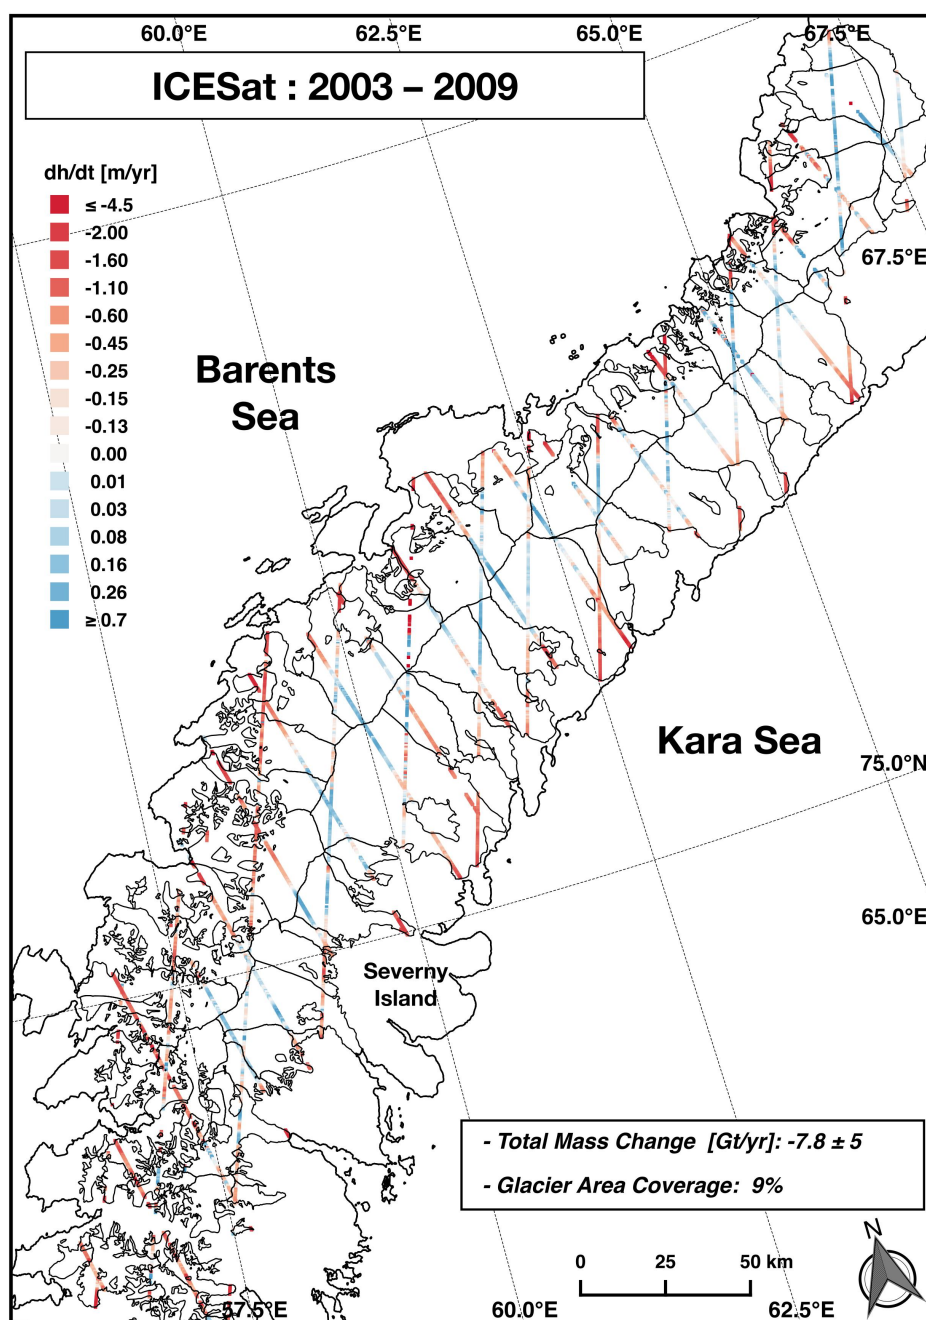 60.0°E 62.5°E 65.0°E 67.5°E
ICESat : 2003 – 2009
dh/dt [m/yr]
≤ -4.5
-2.00
-1.60
-1.10
-0.60
-0.45
-0.25
-0.15
-0.13
0.00
0.01
0.03
0.08
0.16
0.26
≥ 0.7
67.5°E
Barents
Sea
Kara Sea
75.0°N
65.0°E
Severny
Island
- Total Mass Change [Gt/yr]: -7.8 ± 5
- Glacier Area Coverage: 9%
N
0 25 50 km
57.5°E 60.0°E 62.5°E